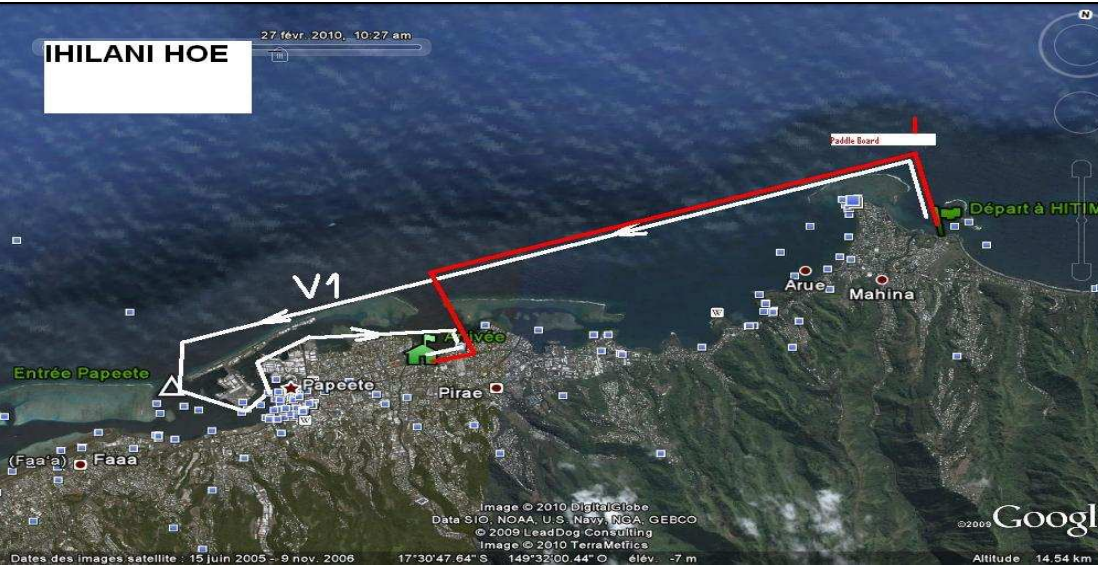 27 févr. 2010, 10:27 am
N
IHILANI HOE
Paddle Board
Départ à HITIM
Arue
Mahina
V1
W
Arrivée
Entrée Papeete
Papeete
Pirae
W
(Faa'a)
Faaa
Image © 2010 DigitalGlobe
Data SIO, NOAA, U.S. Navy, NGA, GEBCO
© 2009 LeadDog Consulting
Image © 2010 TerraMetrics
©2009 Googl
Dates des images satellite : 15 juin 2005 - 9 nov. 2006 17°30'47.64" S 149°32'00.44" O élév. -7 m Altitude 14.54 km